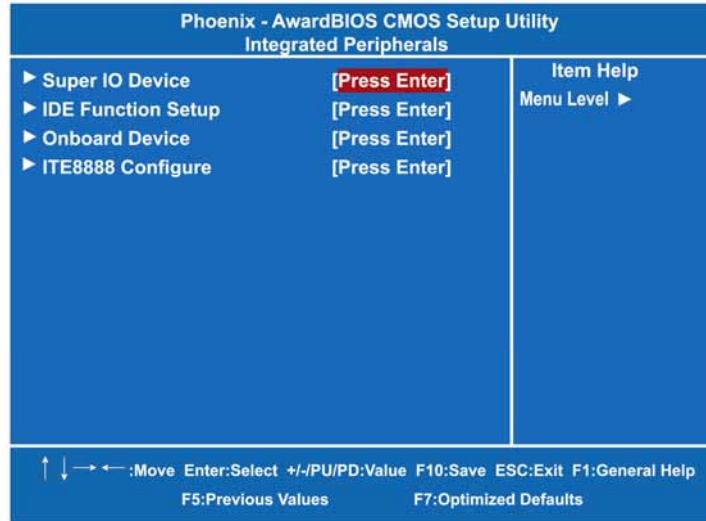 Phoenix - AwardBIOS CMOS Setup Utility
Integrated Peripherals
▶ Super IO Device [Press Enter]
▶ IDE Function Setup [Press Enter]
▶ Onboard Device [Press Enter]
▶ ITE8888 Configure [Press Enter]
Item Help
Menu Level ▶
↑ ↓ → ← :Move Enter:Select +/-/PU/PD:Value F10:Save ESC:Exit F1:General Help
F5:Previous Values F7:Optimized Defaults